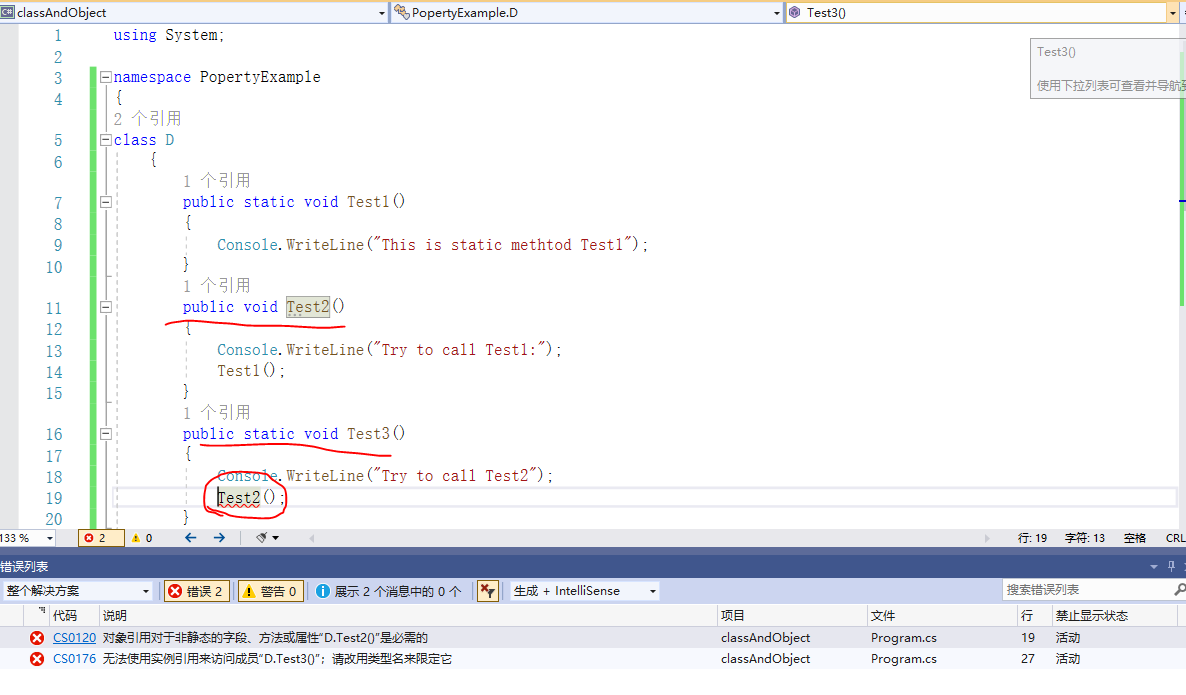 classAndObject PopertyExample.D Test3()
1 using System;
2
3 namespace PopertyExample
4 {
2 个引用
5 class D
6 {
1 个引用
7 public static void Test1()
8 {
9 Console.WriteLine("This is static methtod Test1");
10 }
1 个引用
11 public void Test2()
12 {
13 Console.WriteLine("Try to call Test1:");
14 Test1();
15 }
1 个引用
16 public static void Test3()
17 {
18 Console.WriteLine("Try to call Test2");
19 Test2();
20 }
Test3()
使用下拉列表可查看并导航到
133 % 2 0 行: 19 字符: 13 空格 CRL
错误列表
整个解决方案 错误 2 警告 0 展示 2 个消息中的 0 个 生成 + IntelliSense 搜索错误列表
代码 说明 项目 文件 行 禁止显示状态
CS0120 对象引用对于非静态的字段、方法或属性“D.Test2()”是必需的 classAndObject Program.cs 19 活动
CS0176 无法使用实例引用来访问成员“D.Test3()”；请改用类型名来限定它 classAndObject Program.cs 27 活动